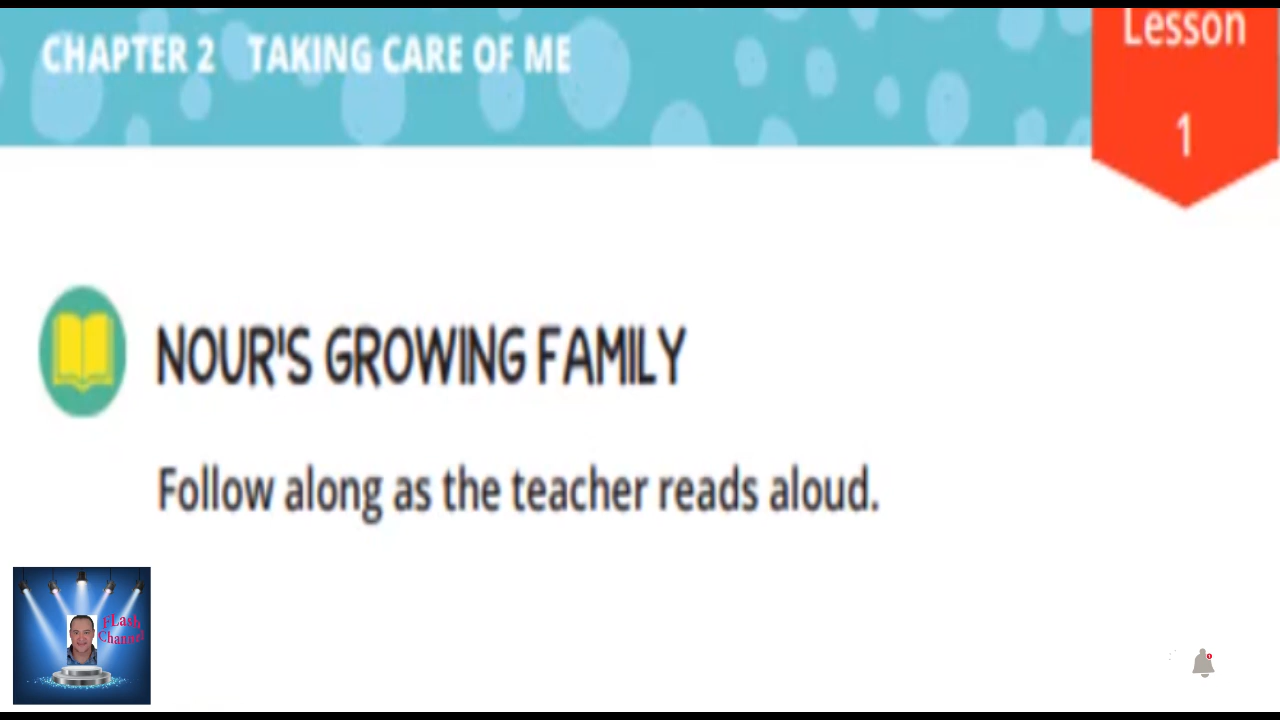 CHAPTER 2 TAKING CARE OF ME
Lesson
1
NOUR'S GROWING FAMILY
Follow along as the teacher reads aloud.
FLash
Channel